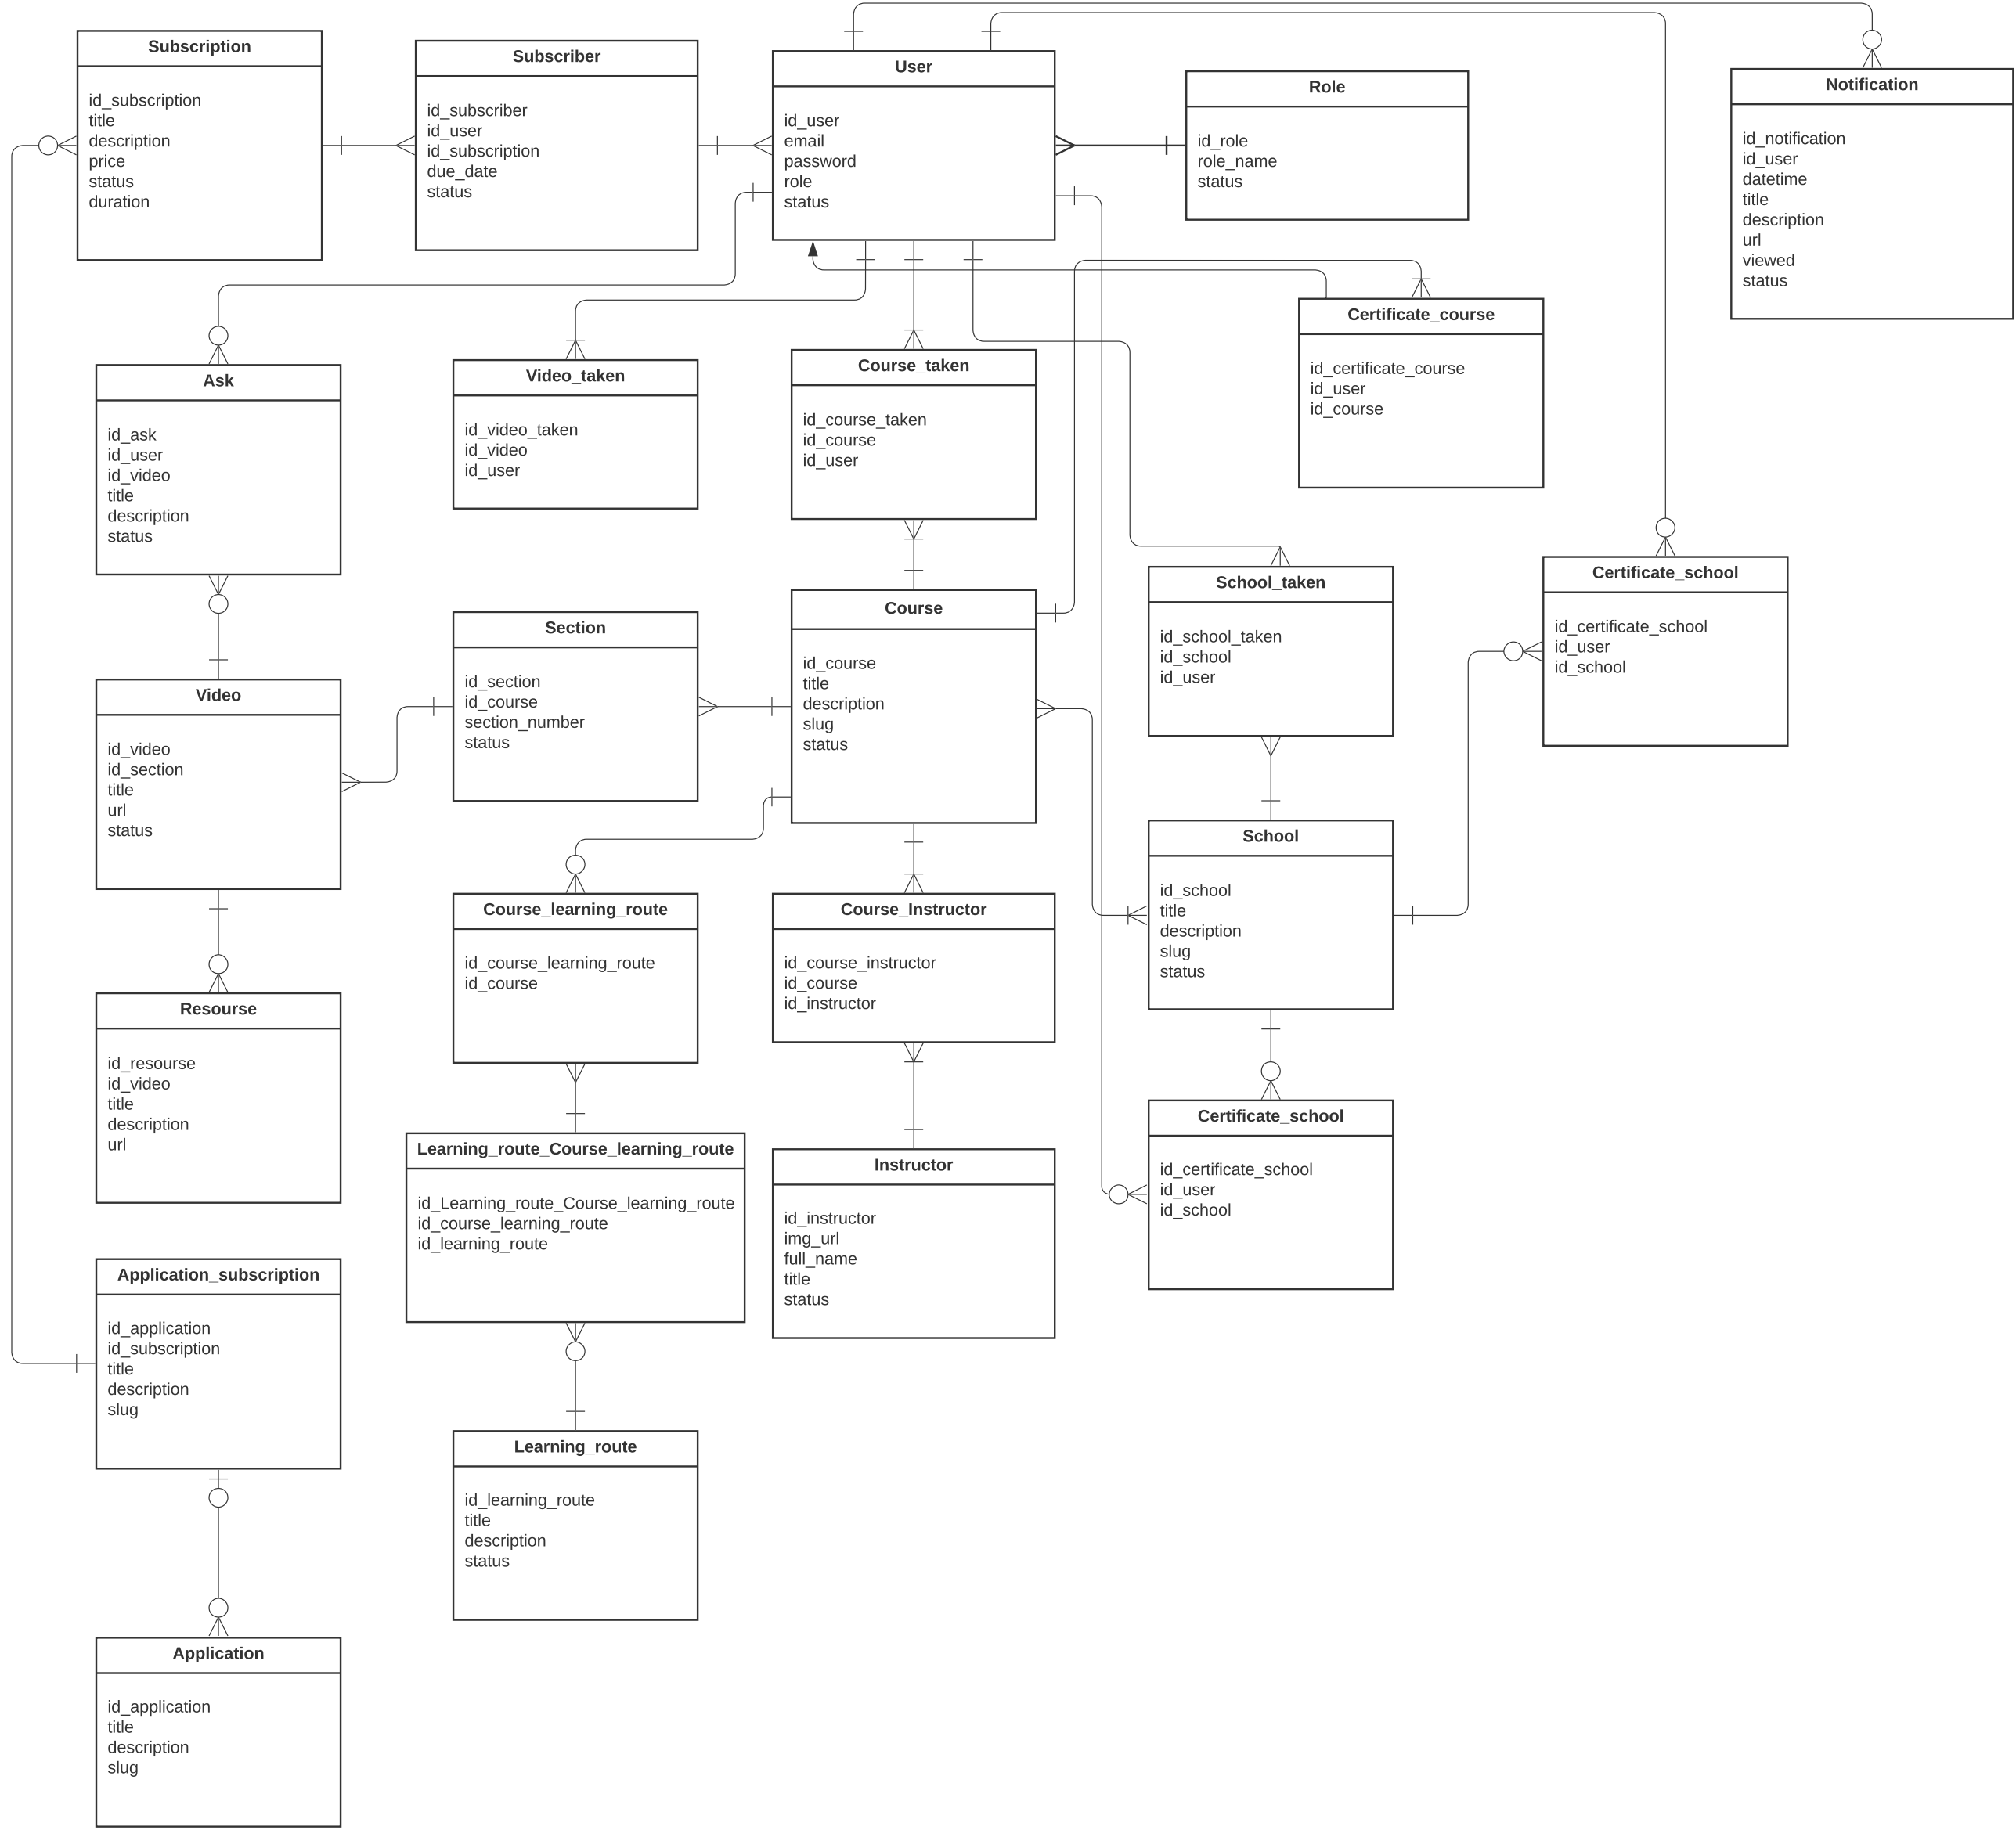 Subscription
id_subscription
title
description
price
status
duration
Subscriber
id_subscriber
id_user
id_subscription
due_date
status
User
id_user
email
password
role
status
Role
id_role
role_name
status
Notification
id_notification
id_user
datetime
title
description
url
viewed
status
Certificate_course
id_certificate_course
id_user
id_course
Ask
id_ask
id_user
id_video
title
description
status
Video_taken
id_video_taken
id_video
id_user
Course_taken
id_course_taken
id_course
id_user
School_taken
id_school_taken
id_school
id_user
Certificate_school
id_certificate_school
id_user
id_school
Video
id_video
id_section
title
url
status
Section
id_section
id_course
section_number
status
Course
id_course
title
description
slug
status
School
id_school
title
description
slug
status
Resourse
id_resourse
id_video
title
description
url
Course_learning_route
id_course_learning_route
id_course
Course_Instructor
id_course_instructor
id_course
id_instructor
Certificate_school
id_certificate_school
id_user
id_school
Learning_route_Course_learning_route
id_Learning_route_Course_learning_route
id_course_learning_route
id_learning_route
Instructor
id_instructor
img_url
full_name
title
status
Application_subscription
id_application
id_subscription
title
description
slug
Learning_route
id_learning_route
title
description
status
Application
id_application
title
description
slug